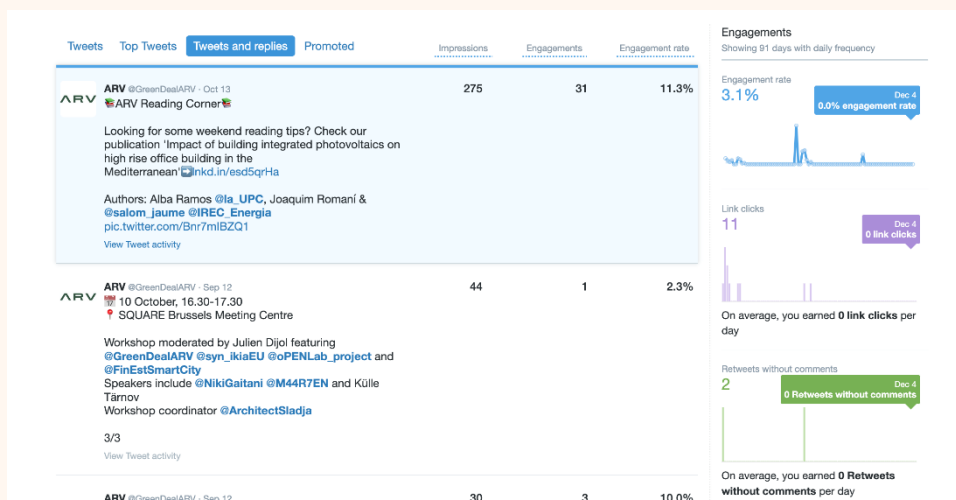 Tweets Top Tweets Tweets and replies Promoted Impressions Engagements Engagement rate
ARV
ARV @GreenDealARV · Oct 13 275 31 11.3%
📚ARV Reading Corner📚
Looking for some weekend reading tips? Check our
publication 'Impact of building integrated photovoltaics on
high rise office building in the
Mediterranean'➡️lnkd.in/esd5qrHa
Authors: Alba Ramos @la_UPC, Joaquim Romaní &
@salom_jaume @IREC_Energia
pic.twitter.com/Bnr7mIBZQ1
View Tweet activity
ARV
ARV @GreenDealARV · Sep 12 44 1 2.3%
📅 10 October, 16.30-17.30
📍 SQUARE Brussels Meeting Centre
Workshop moderated by Julien Dijol featuring
@GreenDealARV @syn_ikiaEU @oPENLab_project and
@FinEstSmartCity
Speakers include @NikiGaitani @M44R7EN and Külle
Tärnov
Workshop coordinator @ArchitectSladja
3/3
View Tweet activity
ARV @GreenDealARV · Sep 12 30 3 10.0%
Engagements
Showing 91 days with daily frequency
Engagement rate
3.1%
Dec 4
0.0% engagement rate
Link clicks
11
Dec 4
0 link clicks
On average, you earned 0 link clicks per
day
Retweets without comments
2
Dec 4
0 Retweets without comments
On average, you earned 0 Retweets
without comments per day